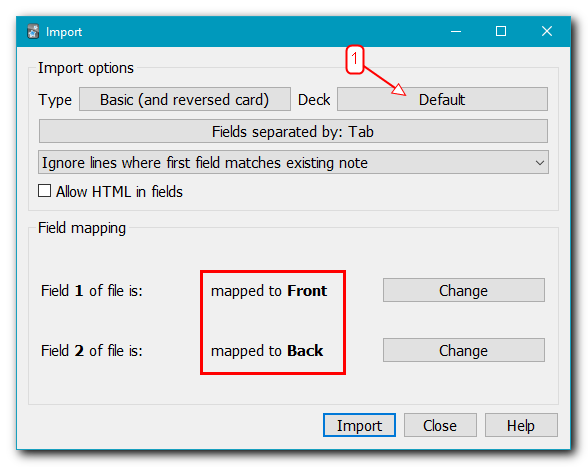 Import
1
Import options
Type Basic (and reversed card) Deck Default
Fields separated by: Tab
Ignore lines where first field matches existing note
Allow HTML in fields
Field mapping
Field 1 of file is: mapped to Front Change
Field 2 of file is: mapped to Back Change
Import Close Help